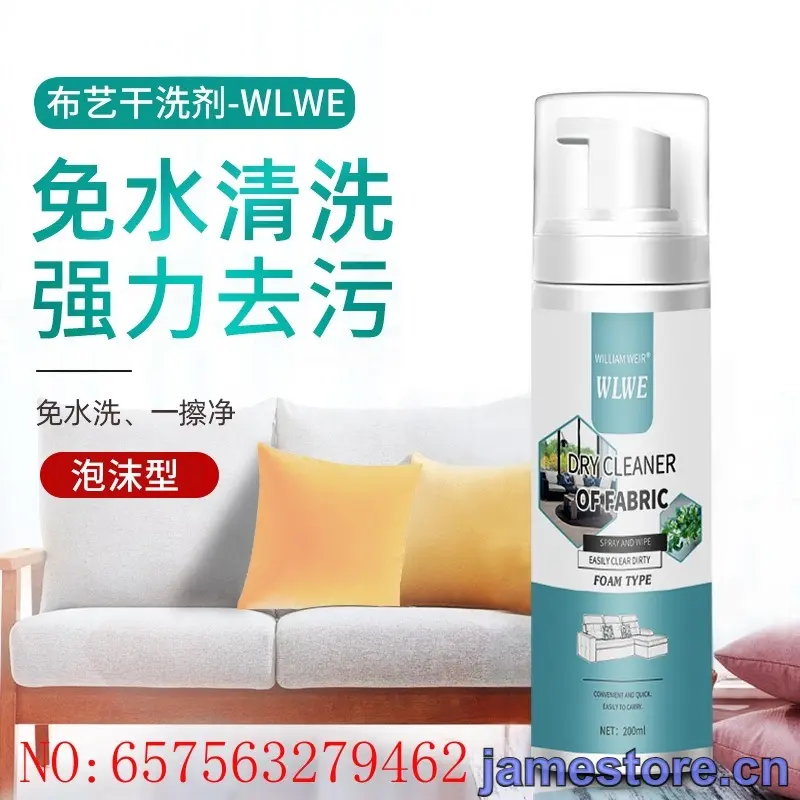 布艺干洗剂-WLWE
免水清洗
强力去污
免水洗、一擦净
泡沫型
WILLIAM WEIR®
WLWE
DRY CLEANER
OF FABRIC
SPRAY AND WIPE
EASILY CLEAR DIRTY
FOAM TYPE
CONVENIENT AND QUICK.
EASILY TO CARRY.
NET: 200ml
NO:657563279462
jamestore.cn